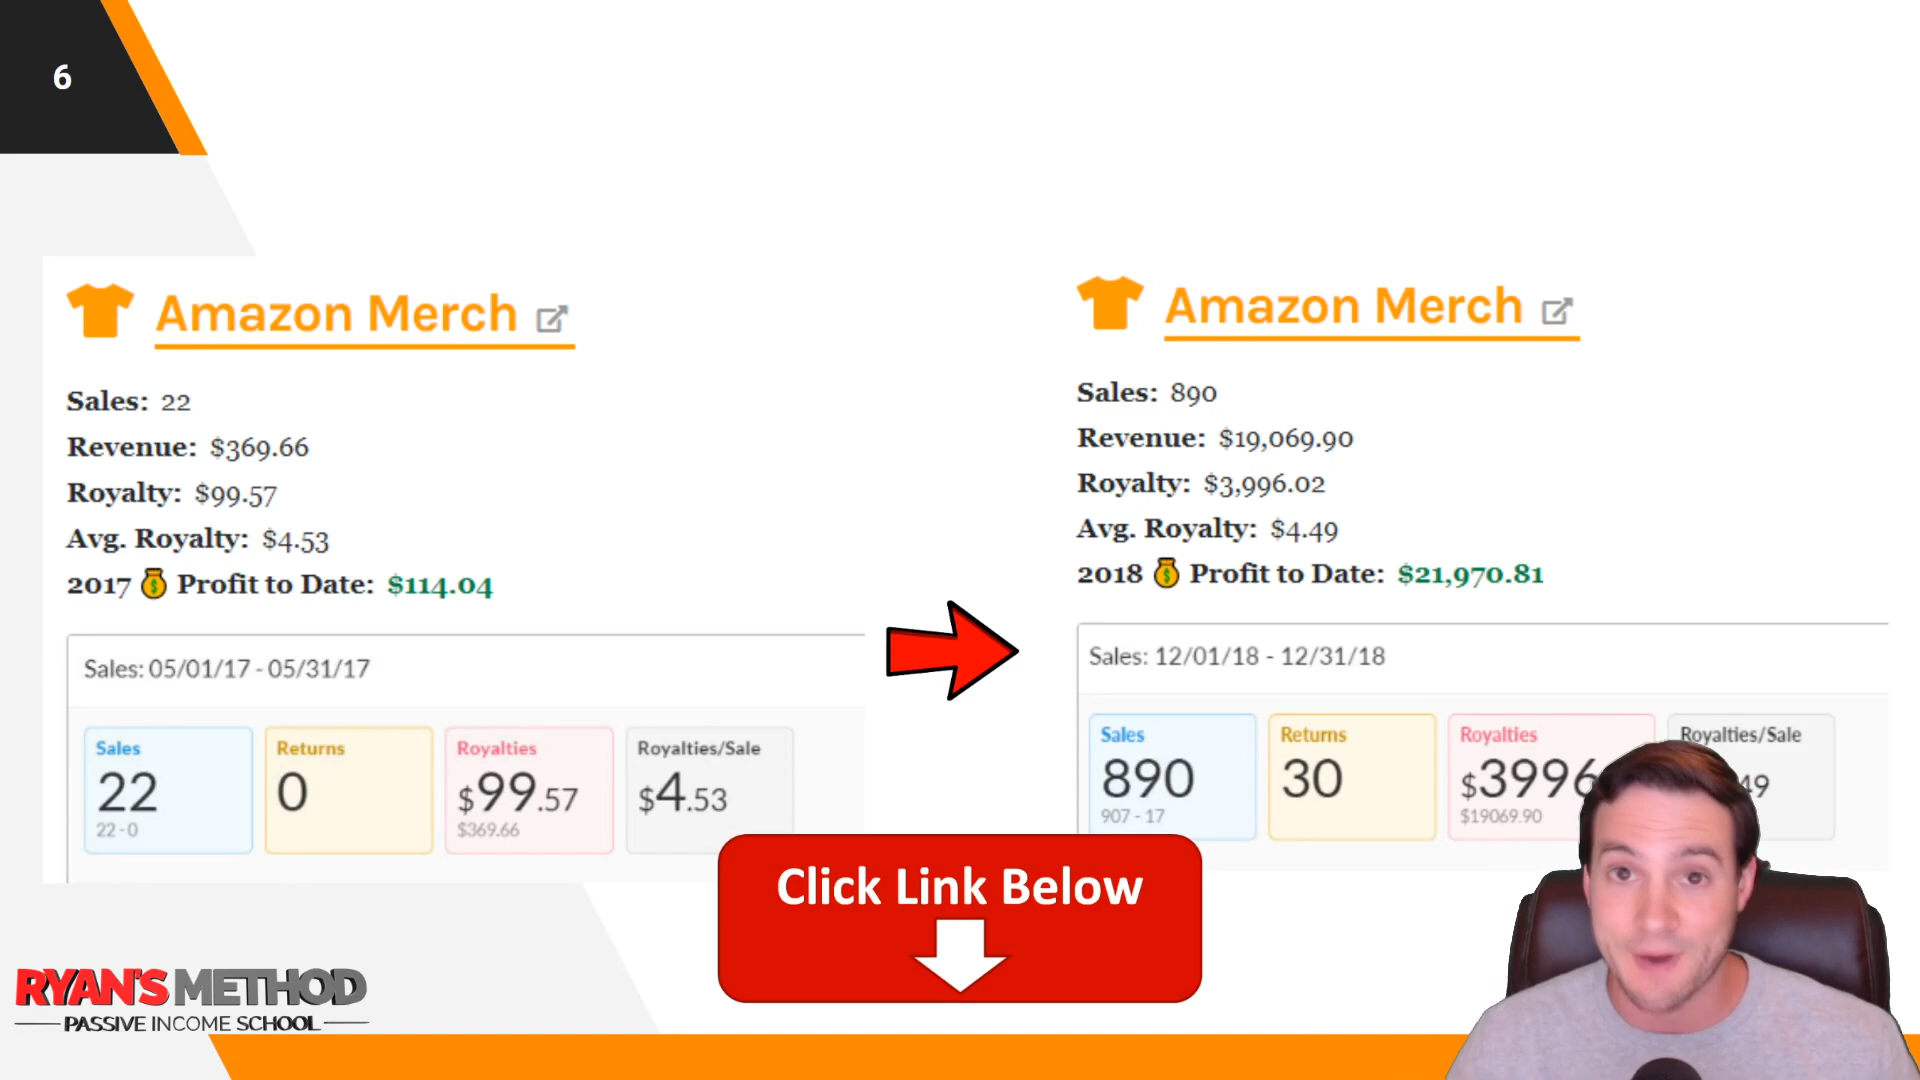 6
Amazon Merch
Sales: 22
Revenue: $369.66
Royalty: $99.57
Avg. Royalty: $4.53
2017 💰 Profit to Date: $114.04
Sales: 05/01/17 - 05/31/17
Sales
22
22 - 0
Returns
0
Royalties
$99.57
$369.66
Royalties/Sale
$4.53
Amazon Merch
Sales: 890
Revenue: $19,069.90
Royalty: $3,996.02
Avg. Royalty: $4.49
2018 💰 Profit to Date: $21,970.81
Sales: 12/01/18 - 12/31/18
Sales
890
907 - 17
Returns
30
Royalties
$3996
$19069.90
Royalties/Sale
49
Click Link Below
RYAN'S METHOD
PASSIVE INCOME SCHOOL